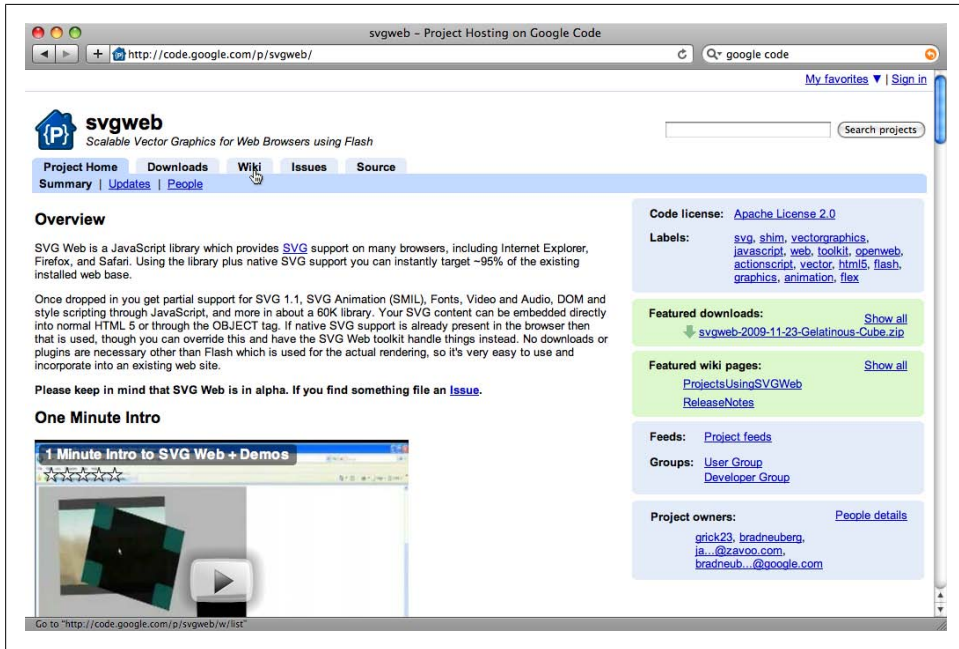 svgweb – Project Hosting on Google Code
http://code.google.com/p/svgweb/
google code
My favorites ▼ | Sign in
{P}
svgweb
Scalable Vector Graphics for Web Browsers using Flash
Search projects
Project Home Downloads Wiki Issues Source
Summary | Updates | People
Overview
SVG Web is a JavaScript library which provides SVG support on many browsers, including Internet Explorer,
Firefox, and Safari. Using the library plus native SVG support you can instantly target ~95% of the existing
installed web base.
Once dropped in you get partial support for SVG 1.1, SVG Animation (SMIL), Fonts, Video and Audio, DOM and
style scripting through JavaScript, and more in about a 60K library. Your SVG content can be embedded directly
into normal HTML 5 or through the OBJECT tag. If native SVG support is already present in the browser then
that is used, though you can override this and have the SVG Web toolkit handle things instead. No downloads or
plugins are necessary other than Flash which is used for the actual rendering, so it's very easy to use and
incorporate into an existing web site.
Please keep in mind that SVG Web is in alpha. If you find something file an Issue.
One Minute Intro
1 Minute Intro to SVG Web + Demos
Code license: Apache License 2.0
Labels: svg, shim, vectorgraphics,
javascript, web, toolkit, openweb,
actionscript, vector, html5, flash,
graphics, animation, flex
Featured downloads: Show all
svgweb-2009-11-23-Gelatinous-Cube.zip
Featured wiki pages: Show all
ProjectsUsingSVGWeb
ReleaseNotes
Feeds: Project feeds
Groups: User Group
Developer Group
Project owners: People details
grick23, bradneuberg,
ja...@zavoo.com,
bradneub...@google.com
Go to "http://code.google.com/p/svgweb/w/list"